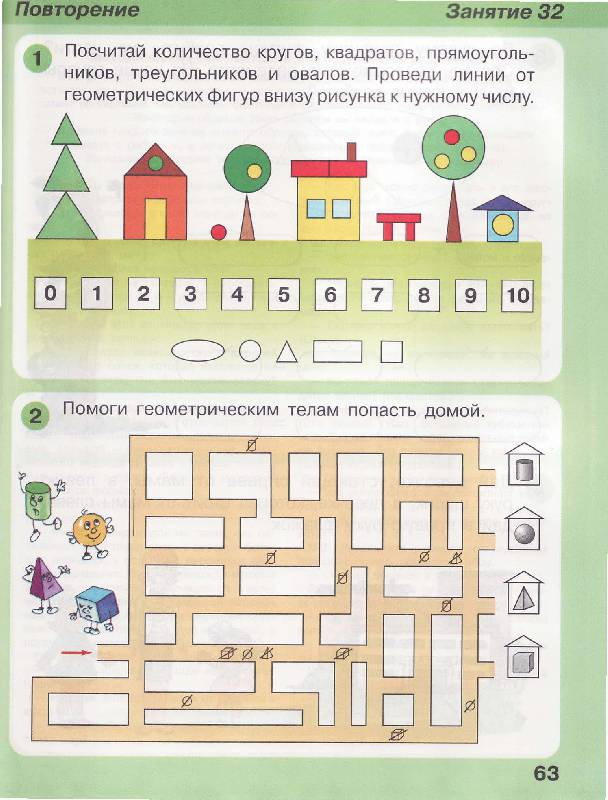 Повторение
Занятие 32
1
Посчитай количество кругов, квадратов, прямоуголь-
ников, треугольников и овалов. Проведи линии от
геометрических фигур внизу рисунка к нужному числу.
0 1 2 3 4 5 6 7 8 9 10
2
Помоги геометрическим телам попасть домой.
63